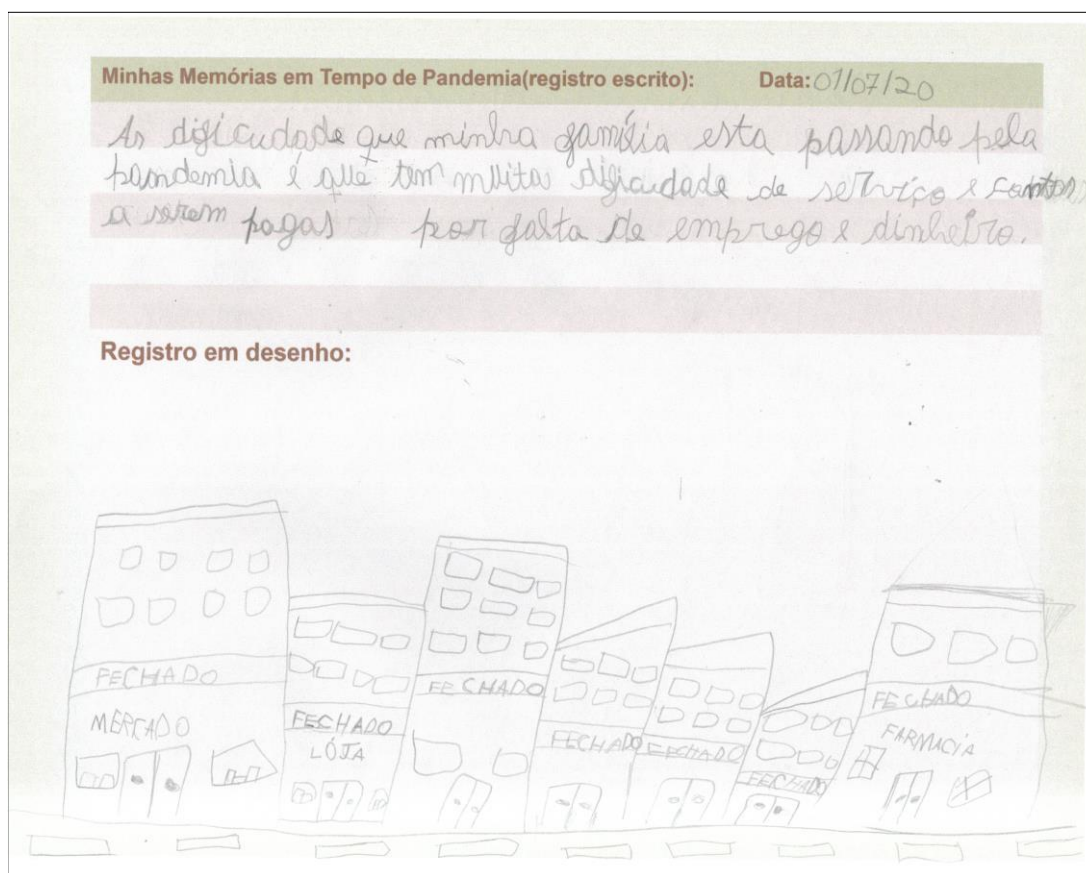 Minhas Memórias em Tempo de Pandemia(registro escrito): Data: 01/07/20
As dificudade que minha família esta passando pela
pandemia é que tem muita dificudade de serviço e contas
a serem pagas por falta de emprego e dinheiro.
Registro em desenho:
FECHADO
MERCADO
FECHADO
LÓJA
FECHADO
FECHADO
FECHADO
FECHADO
FECHADO
FARMACIA